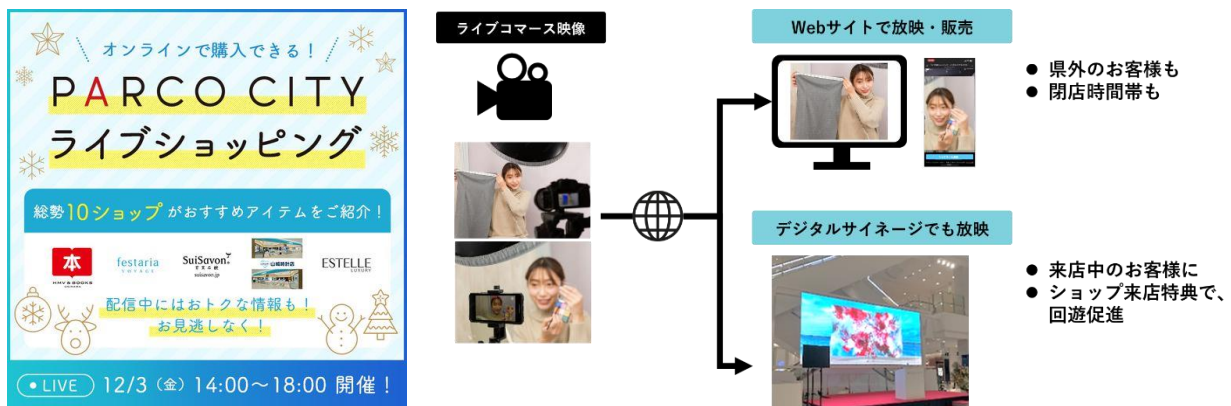 オンラインで購入できる！
PARCO CITY
ライブショッピング
総勢10ショップがおすすめアイテムをご紹介！
本
HMV & BOOKS
festaria
VOYAGE
SuiSavon
suisavon.jp
ESTELLE
LUXURY
配信中にはおトクな情報も！
お見逃しなく！
LIVE 12/3（金）14:00～18:00 開催！
ライブコマース映像
Webサイトで放映・販売
● 県外のお客様も
● 閉店時間帯も
デジタルサイネージでも放映
● 来店中のお客様に
● ショップ来店特典で、
回遊促進